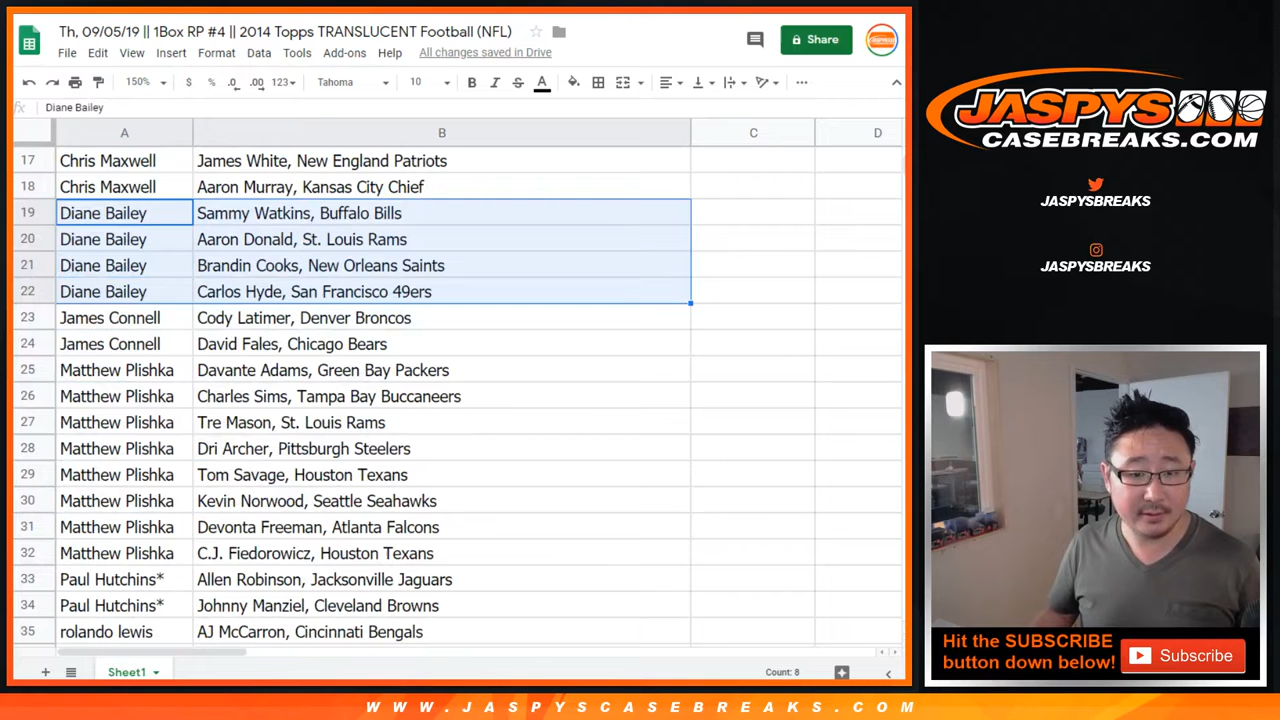 Th, 09/05/19 || 1Box RP #4 || 2014 Topps TRANSLUCENT Football (NFL)
File Edit View Insert Format Data Tools Add-ons Help All changes saved in Drive
Share
150% $ % .0 .00 123 Tahoma 10 B I S A
fx Diane Bailey
A B C D
17 Chris Maxwell James White, New England Patriots
18 Chris Maxwell Aaron Murray, Kansas City Chief
19 Diane Bailey Sammy Watkins, Buffalo Bills
20 Diane Bailey Aaron Donald, St. Louis Rams
21 Diane Bailey Brandin Cooks, New Orleans Saints
22 Diane Bailey Carlos Hyde, San Francisco 49ers
23 James Connell Cody Latimer, Denver Broncos
24 James Connell David Fales, Chicago Bears
25 Matthew Plishka Davante Adams, Green Bay Packers
26 Matthew Plishka Charles Sims, Tampa Bay Buccaneers
27 Matthew Plishka Tre Mason, St. Louis Rams
28 Matthew Plishka Dri Archer, Pittsburgh Steelers
29 Matthew Plishka Tom Savage, Houston Texans
30 Matthew Plishka Kevin Norwood, Seattle Seahawks
31 Matthew Plishka Devonta Freeman, Atlanta Falcons
32 Matthew Plishka C.J. Fiedorowicz, Houston Texans
33 Paul Hutchins* Allen Robinson, Jacksonville Jaguars
34 Paul Hutchins* Johnny Manziel, Cleveland Browns
35 rolando lewis AJ McCarron, Cincinnati Bengals
Sheet1
Count: 8
JASPYS
CASEBREAKS.COM
JASPYSBREAKS
JASPYSBREAKS
Hit the SUBSCRIBE
button down below!
Subscribe
WWW.JASPYSCASEBREAKS.COM